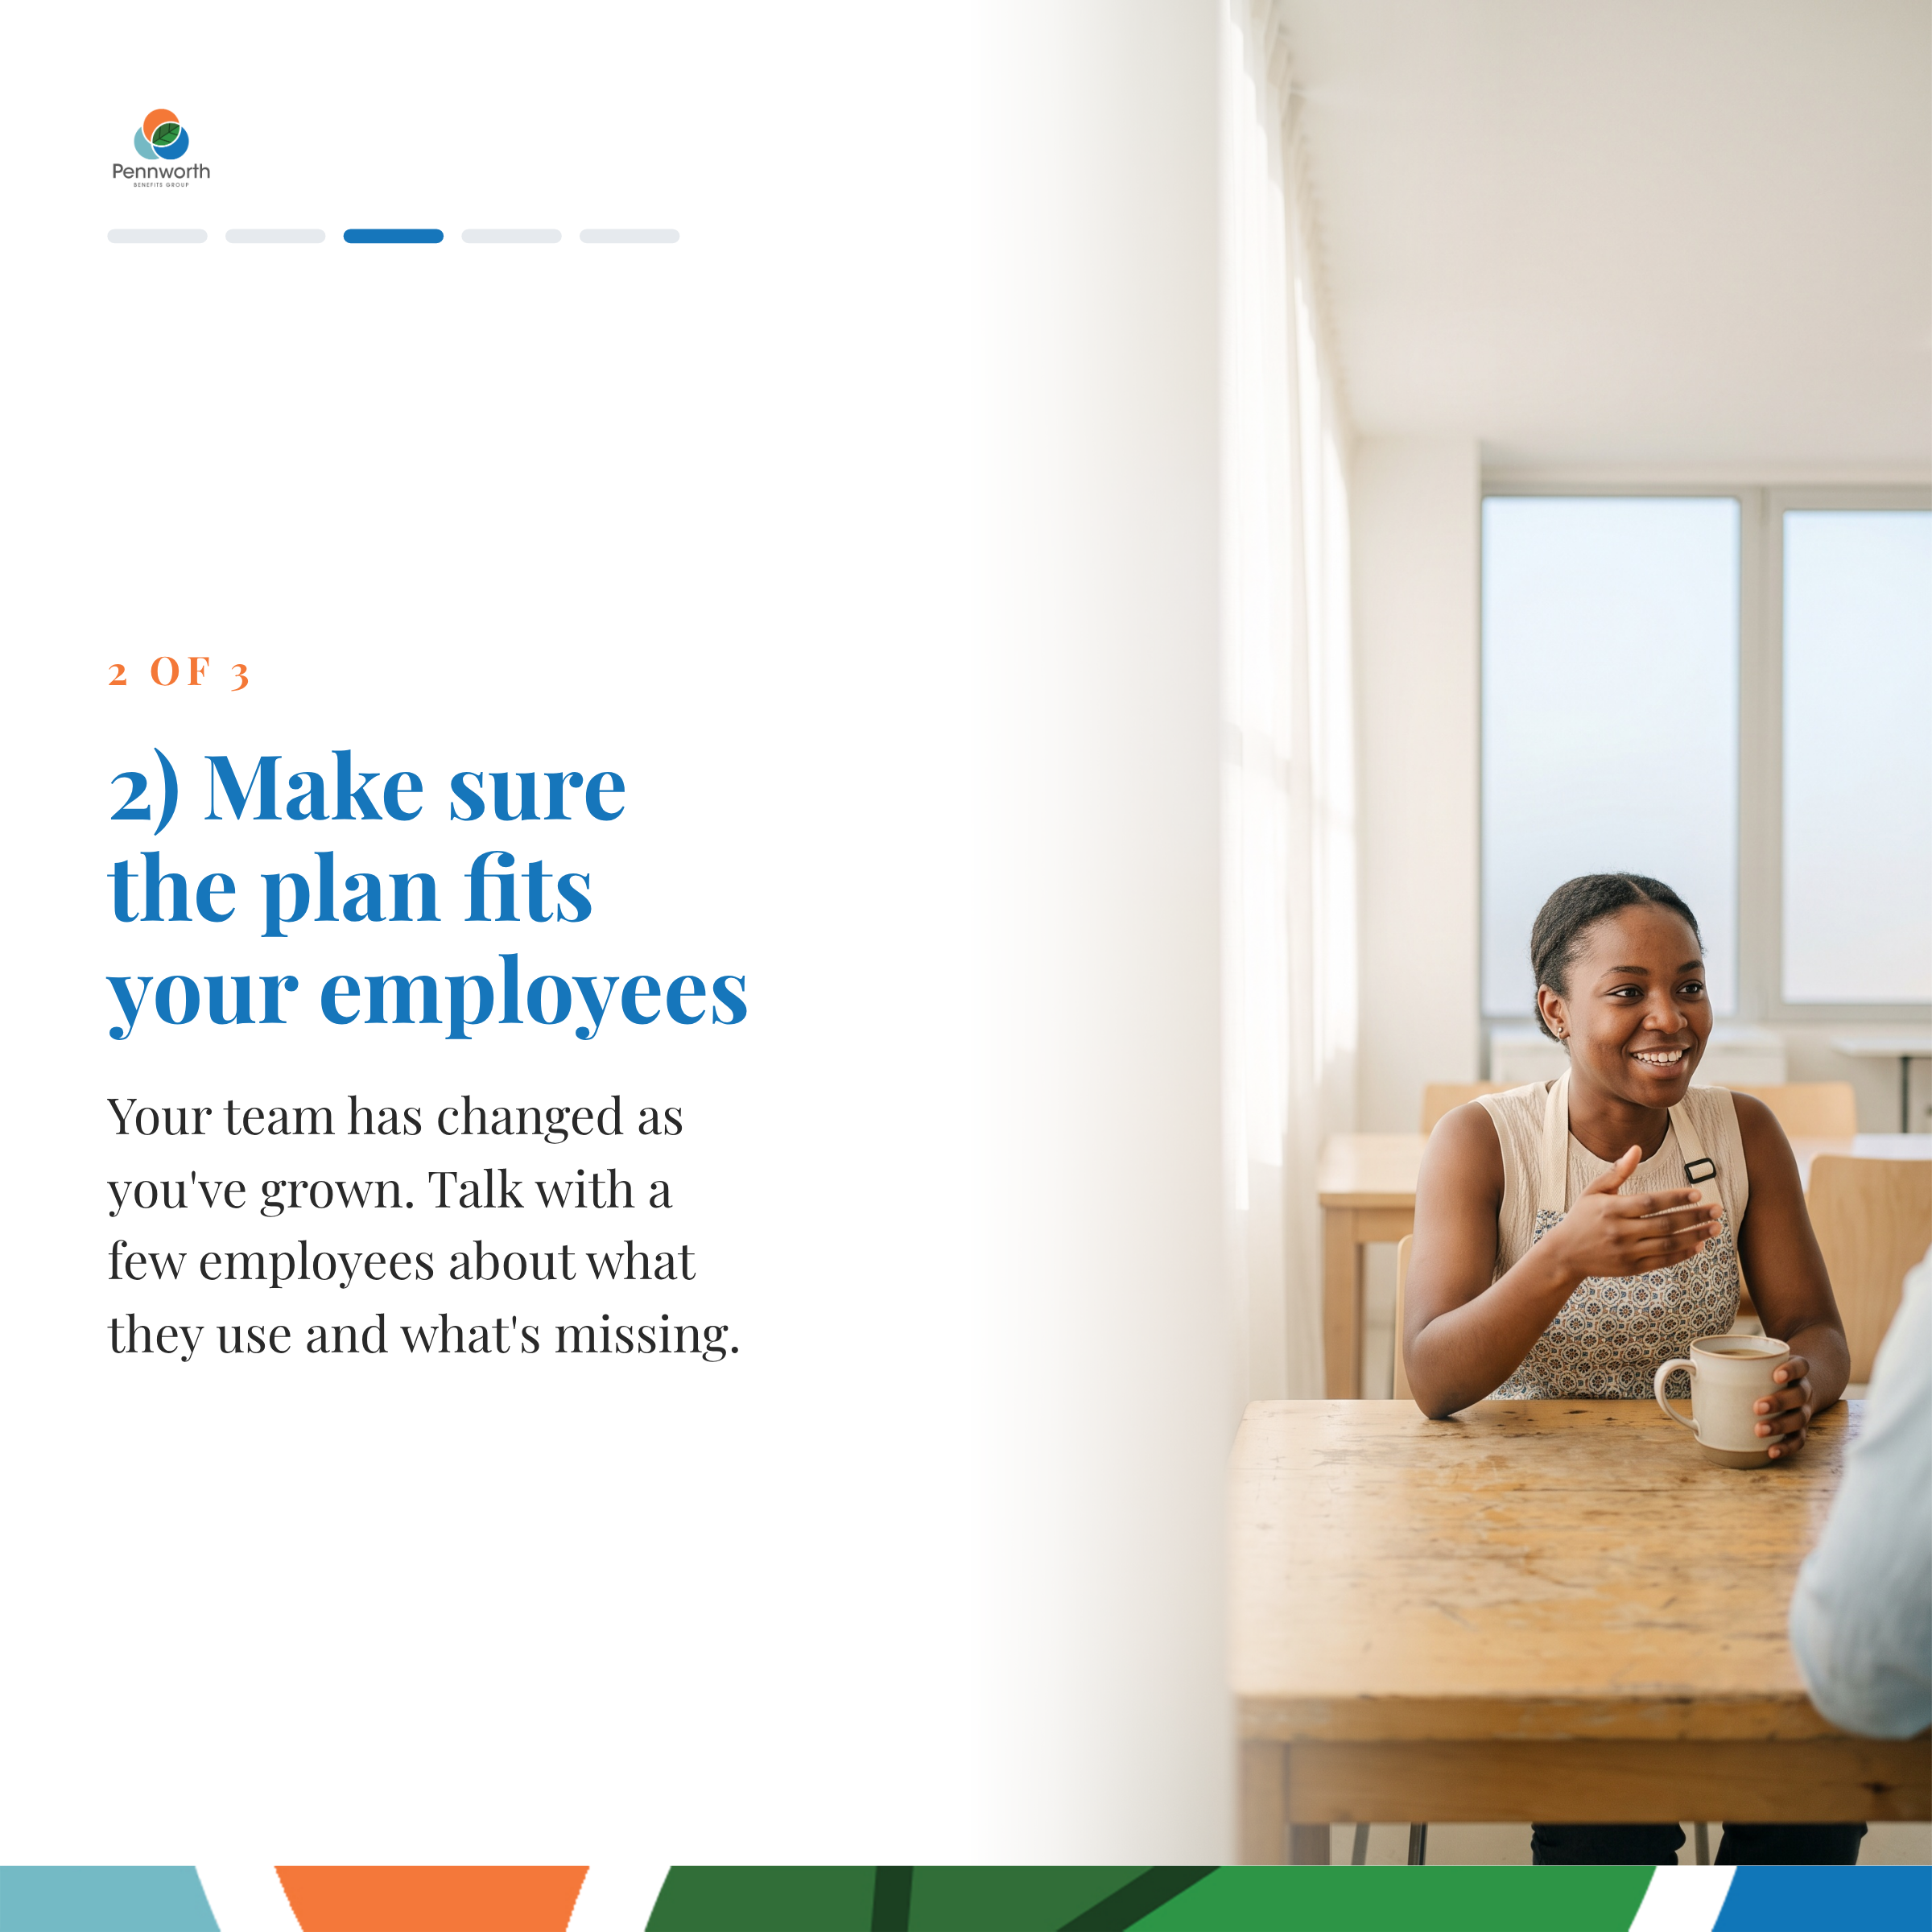 Pennworth
BENEFITS GROUP
2 OF 3
2) Make sure
the plan fits
your employees
Your team has changed as
you've grown. Talk with a
few employees about what
they use and what's missing.